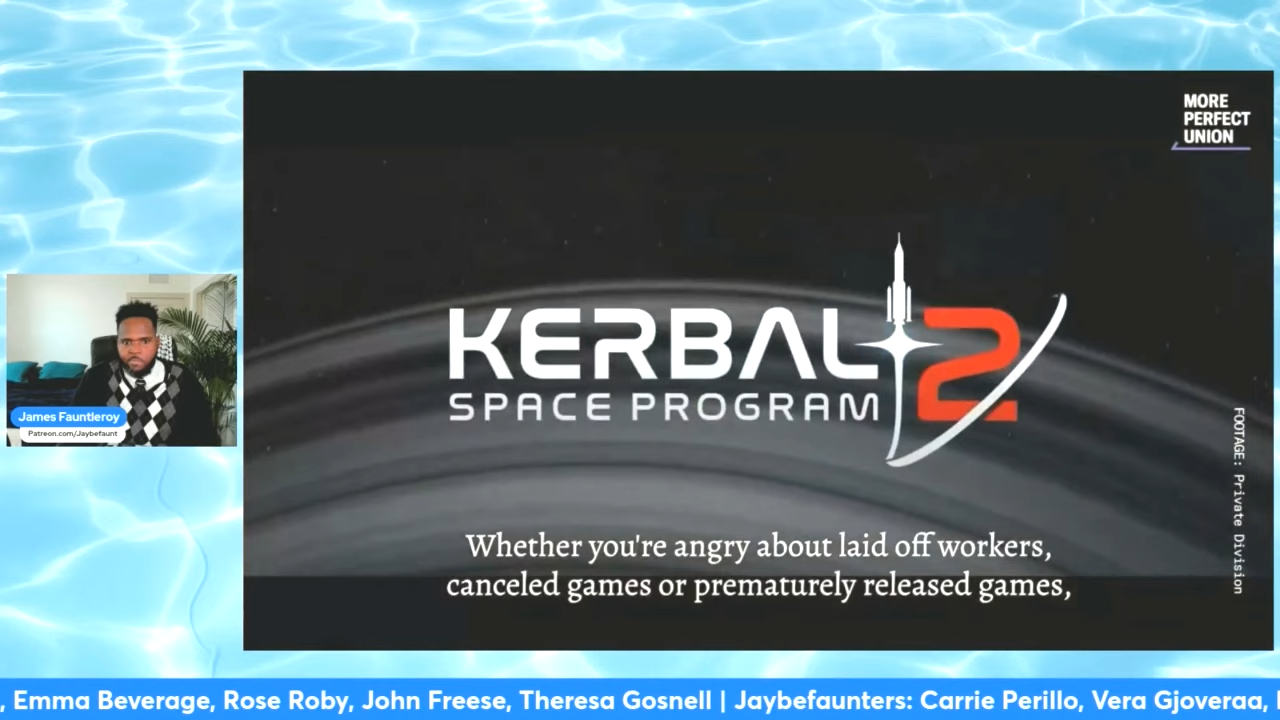 MORE
PERFECT
UNION
KERBAL 2
SPACE PROGRAM
FOOTAGE: Private Division
James Fauntleroy
Patreon.com/Jaybefaunt
Whether you're angry about laid off workers,
canceled games or prematurely released games,
, Emma Beverage, Rose Roby, John Freese, Theresa Gosnell | Jaybefaunters: Carrie Perillo, Vera Gjoveraa,